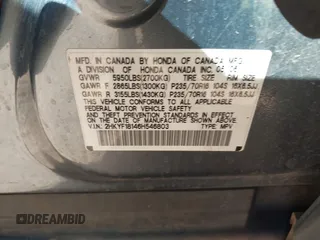 MFD. IN CANADA BY HONDA OF CANADA MFG.
A DIVISION OF HONDA CANADA INC. 05/05
GVWR 5950LBS(2700KG) TIRE SIZE RIM SIZE
GAWR F 2865LBS(1300KG) P235/70R16 104S 16X6.5JJ
GAWR R 3155LBS(1430KG) P235/70R16 104S 16X6.5JJ
THIS VEHICLE CONFORMS TO ALL APPLICABLE
FEDERAL MOTOR VEHICLE SAFETY AND
THEFT PREVENTION STANDARDS IN EFFECT ON
THE DATE OF MANUFACTURE SHOWN ABOVE.
V.I.N.: 2HKYF18146H546803 TYPE: MPV
DREAMBID